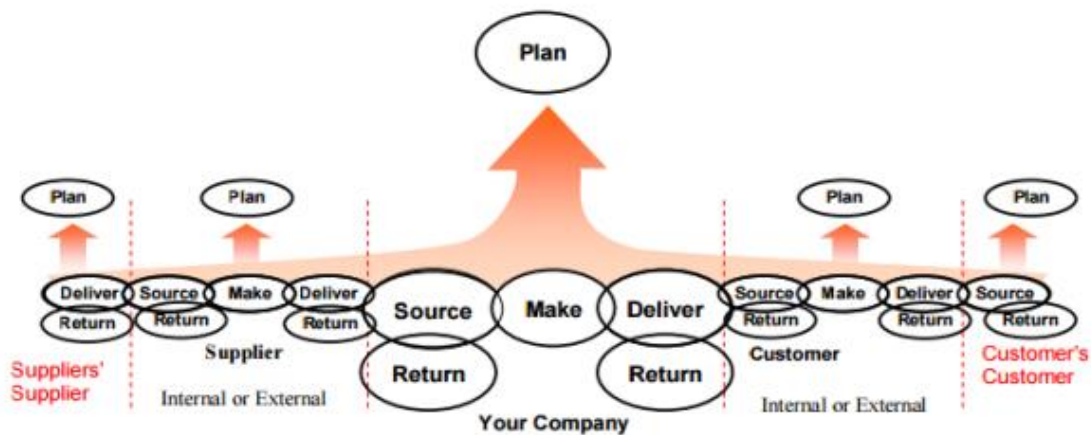 Plan
Plan
Plan
Plan
Plan
Deliver
Source
Make
Deliver
Source
Make
Deliver
Source
Make
Deliver
Source
Return
Return
Return
Return
Return
Return
Return
Return
Suppliers'
Supplier
Supplier
Internal or External
Your Company
Customer
Internal or External
Customer's
Customer